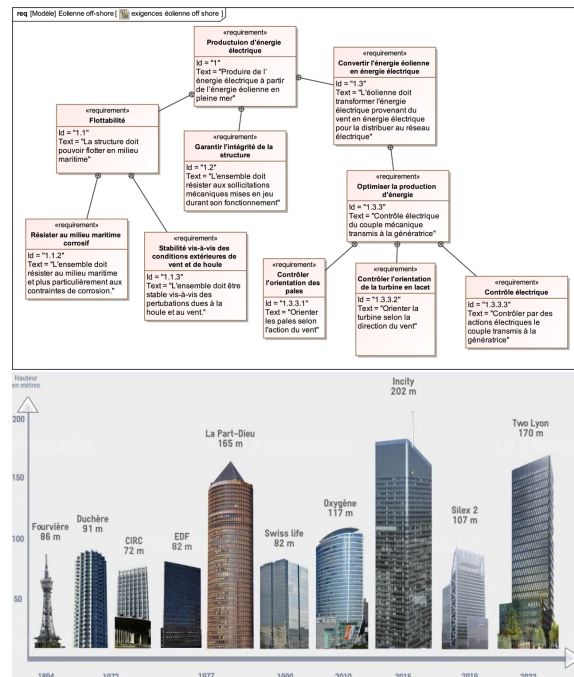 req [Modèle] Eolienne off-shore [ exigences éolienne off shore ]
«requirement»
Productuion d'énergie
électrique
Id = "1"
Text = "Produire de l'
énergie électrique à partir
de l'énergie éolienne en
pleine mer"
«requirement»
Convertir l'énergie éolienne
en énergie électrique
Id = "1.3"
Text = "L'éolienne doit
transformer l'énergie
électrique provenant du
vent en énergie électrique
pour la distribuer au réseau
électrique"
«requirement»
Flottabilité
Id = "1.1"
Text = "La structure doit
pouvoir flotter en milieu
maritime"
«requirement»
Garantir l'intégrité de la
structure
Id = "1.2"
Text = "L'ensemble doit
résister aux sollicitations
mécaniques mises en jeu
durant son fonctionnement"
«requirement»
Optimiser la production
d'énergie
Id = "1.3.3"
Text = "Contrôle électrique
du couple mécanique
transmis à la génératrice"
«requirement»
Résister au milieu maritime
corrosif
Id = "1.1.2"
Text = "L'ensemble doit
résister au milieu maritime
et plus particulièrement aux
contraintes de corrosion."
«requirement»
Stabilité vis-à-vis des
conditions extérieures de
vent et de houle
Id = "1.1.3"
Text = "L'ensemble doit être
stable vis-à-vis des
pertubations dues à la
houle et au vent."
«requirement»
Contrôler
l'orientation des
pales
Id = "1.3.3.1"
Text = "Orienter
les pales selon
l'action du vent"
«requirement»
Contrôler l'orientation
de la turbine en lacet
Id = "1.3.3.2"
Text = "Orienter la
turbine selon la
direction du vent"
«requirement»
Contrôle électrique
Id = "1.3.3.3"
Text = "Contrôler par des
actions électriques le
couple transmis à la
génératrice"
Hauteur
en mètres
200
150
100
50
Fourvière
86 m
Duchère
91 m
CIRC
72 m
EDF
82 m
La Part-Dieu
165 m
Swiss life
82 m
Oxygène
117 m
Incity
202 m
Silex 2
107 m
Two Lyon
170 m
1894
1972
1977
1990
2010
2015
2019
2022